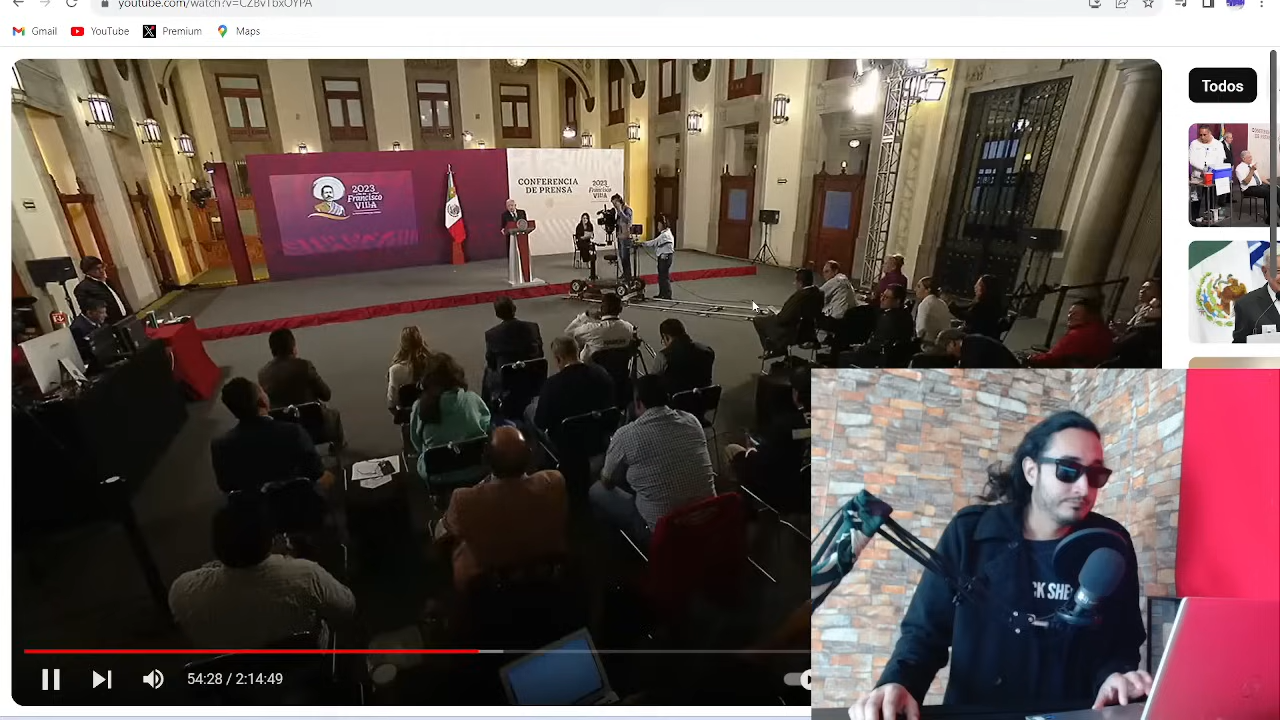 youtube.com/watch?v=CZBvTbxOYPA
Gmail
YouTube
Premium
Maps
Todos
2023
Francisco
VILLA
CONFERENCIA
DE PRENSA
2023
Francisco
VILLA
CK SHE
54:28 / 2:14:49